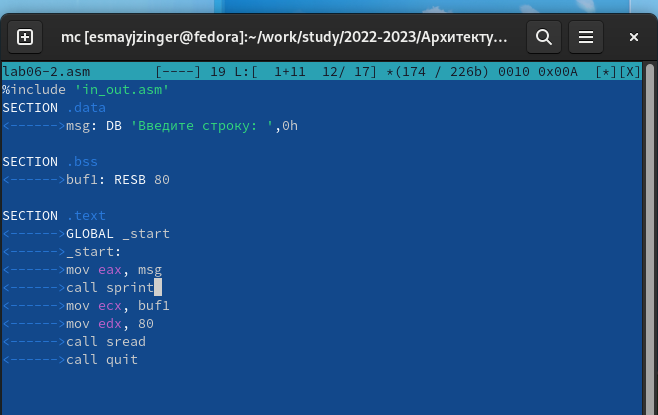 mc [esmayjzinger@fedora]:~/work/study/2022-2023/Архитекту...
lab06-2.asm [----] 19 L:[ 1+11 12/ 17] *(174 / 226b) 0010 0x00A [*][X]
%include 'in_out.asm'
SECTION .data
<------>msg: DB 'Введите строку: ',0h
SECTION .bss
<------>buf1: RESB 80
SECTION .text
<------>GLOBAL _start
<------>_start:
<------>mov eax, msg
<------>call sprint
<------>mov ecx, buf1
<------>mov edx, 80
<------>call sread
<------>call quit